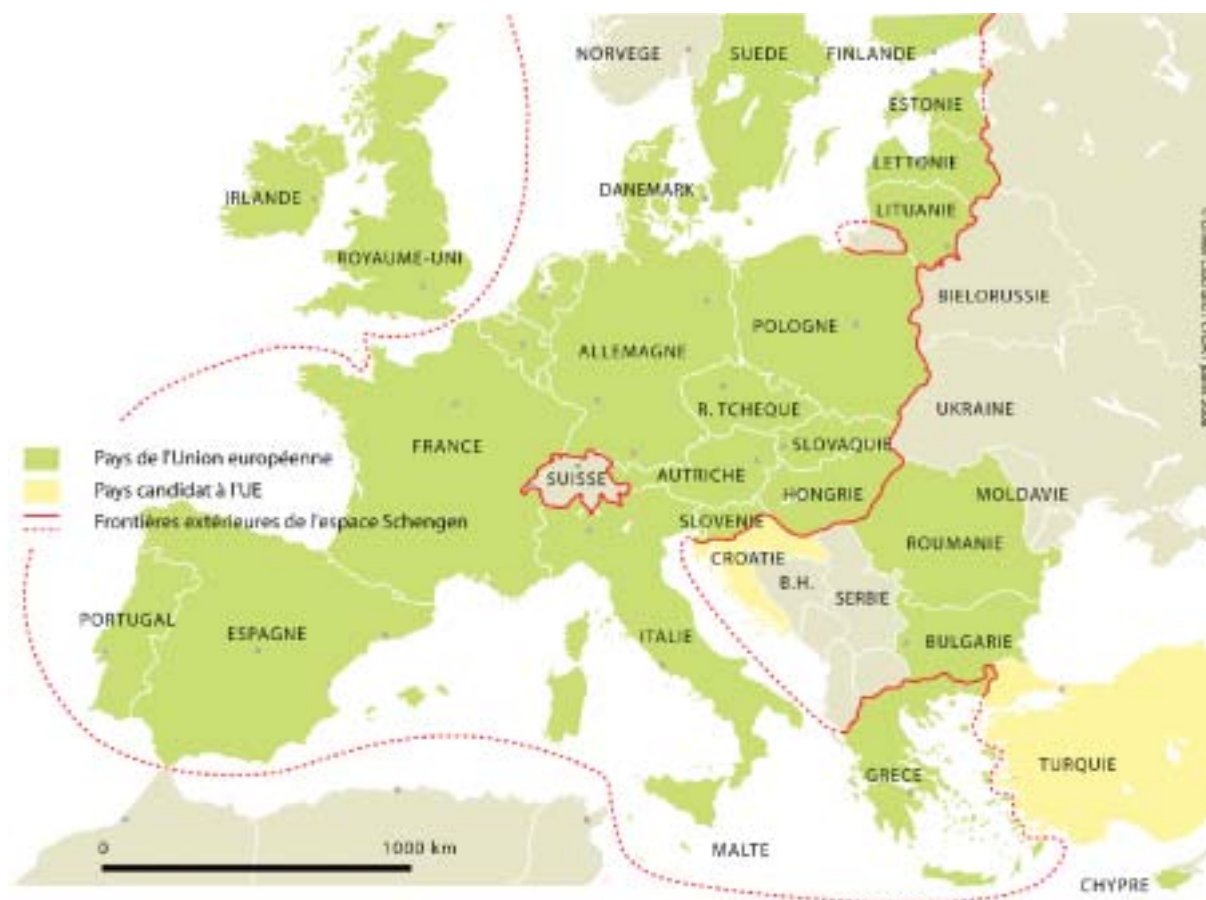 NORVEGE
SUEDE
FINLANDE
ESTONIE
LETTONIE
IRLANDE
DANEMARK
LITUANIE
ROYAUME-UNI
BIELORUSSIE
POLOGNE
ALLEMAGNE
R. TCHEQUE
UKRAINE
FRANCE
SLOVAQUIE
Pays de l'Union européenne
SUISSE
AUTRICHE
Pays candidat à l'UE
HONGRIE
MOLDAVIE
Frontières extérieures de l'espace Schengen
SLOVENIE
ROUMANIE
CROATIE
B.H.
SERBIE
PORTUGAL
ESPAGNE
ITALIE
BULGARIE
TURQUIE
GRECE
0
1000 km
MALTE
CHYPRE